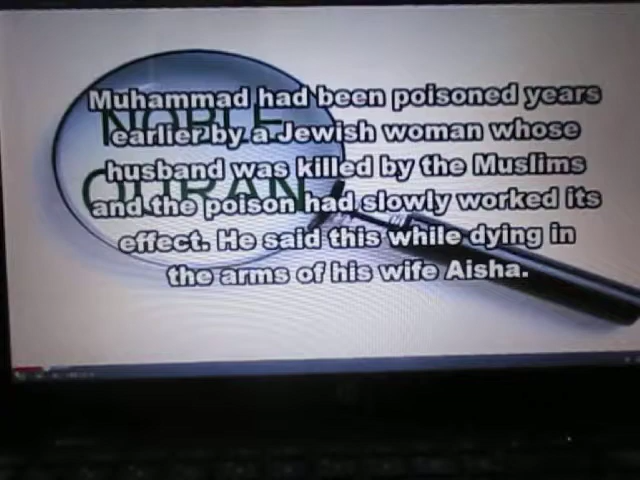 Muhammad had been poisoned years
earlier by a Jewish woman whose
husband was killed by the Muslims
and the poison had slowly worked its
effect. He said this while dying in
the arms of his wife Aisha.
NOBLE
QURAN